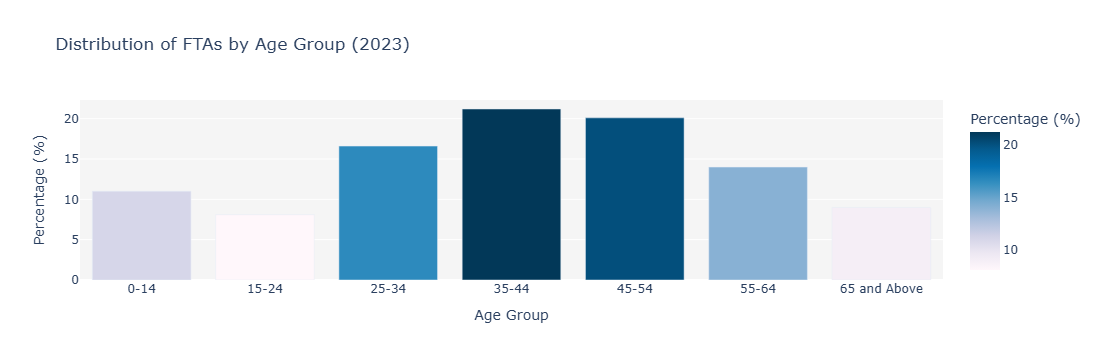 Distribution of FTAs by Age Group (2023)
Percentage (%)
20
15
10
5
0
0-14 15-24 25-34 35-44 45-54 55-64 65 and Above
Age Group
Percentage (%)
20
15
10